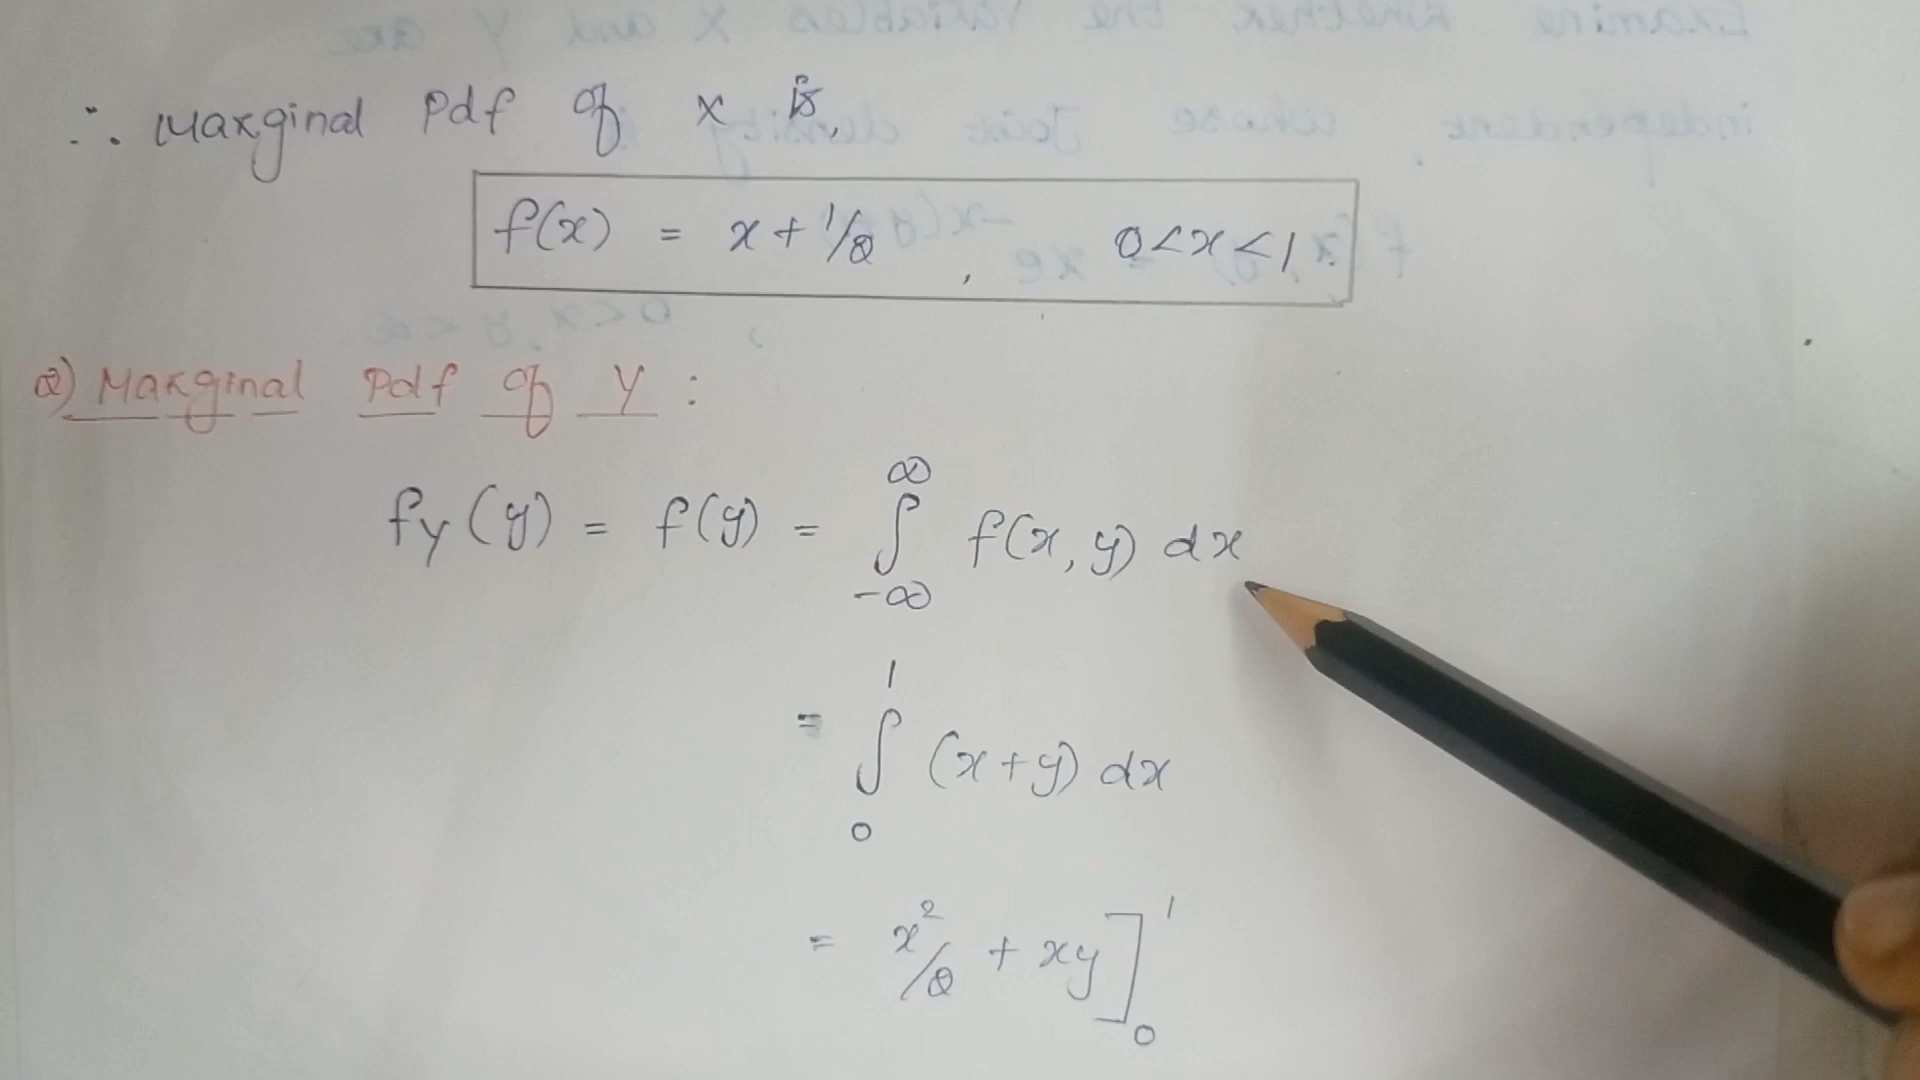 ∴ Marginal Pdf of X is,
f(x) = x + 1/2 , 0<x<1
2) Marginal Pdf of Y :
fY(y) = f(y) = ∫_{-∞}^{∞} f(x,y) dx
= ∫_0^1 (x+y) dx
= x²/2 + xy]_0^1